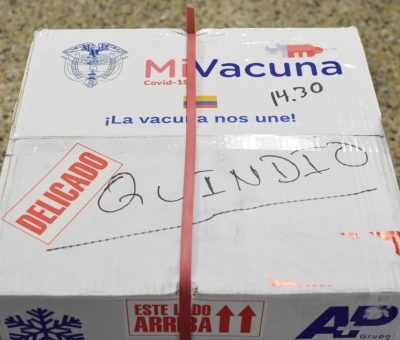 MiVacuna
Covid-19
14.30
¡La vacuna nos une!
DELICADO
QUINDIO
ESTE LADO
ARRIBA
Grupo